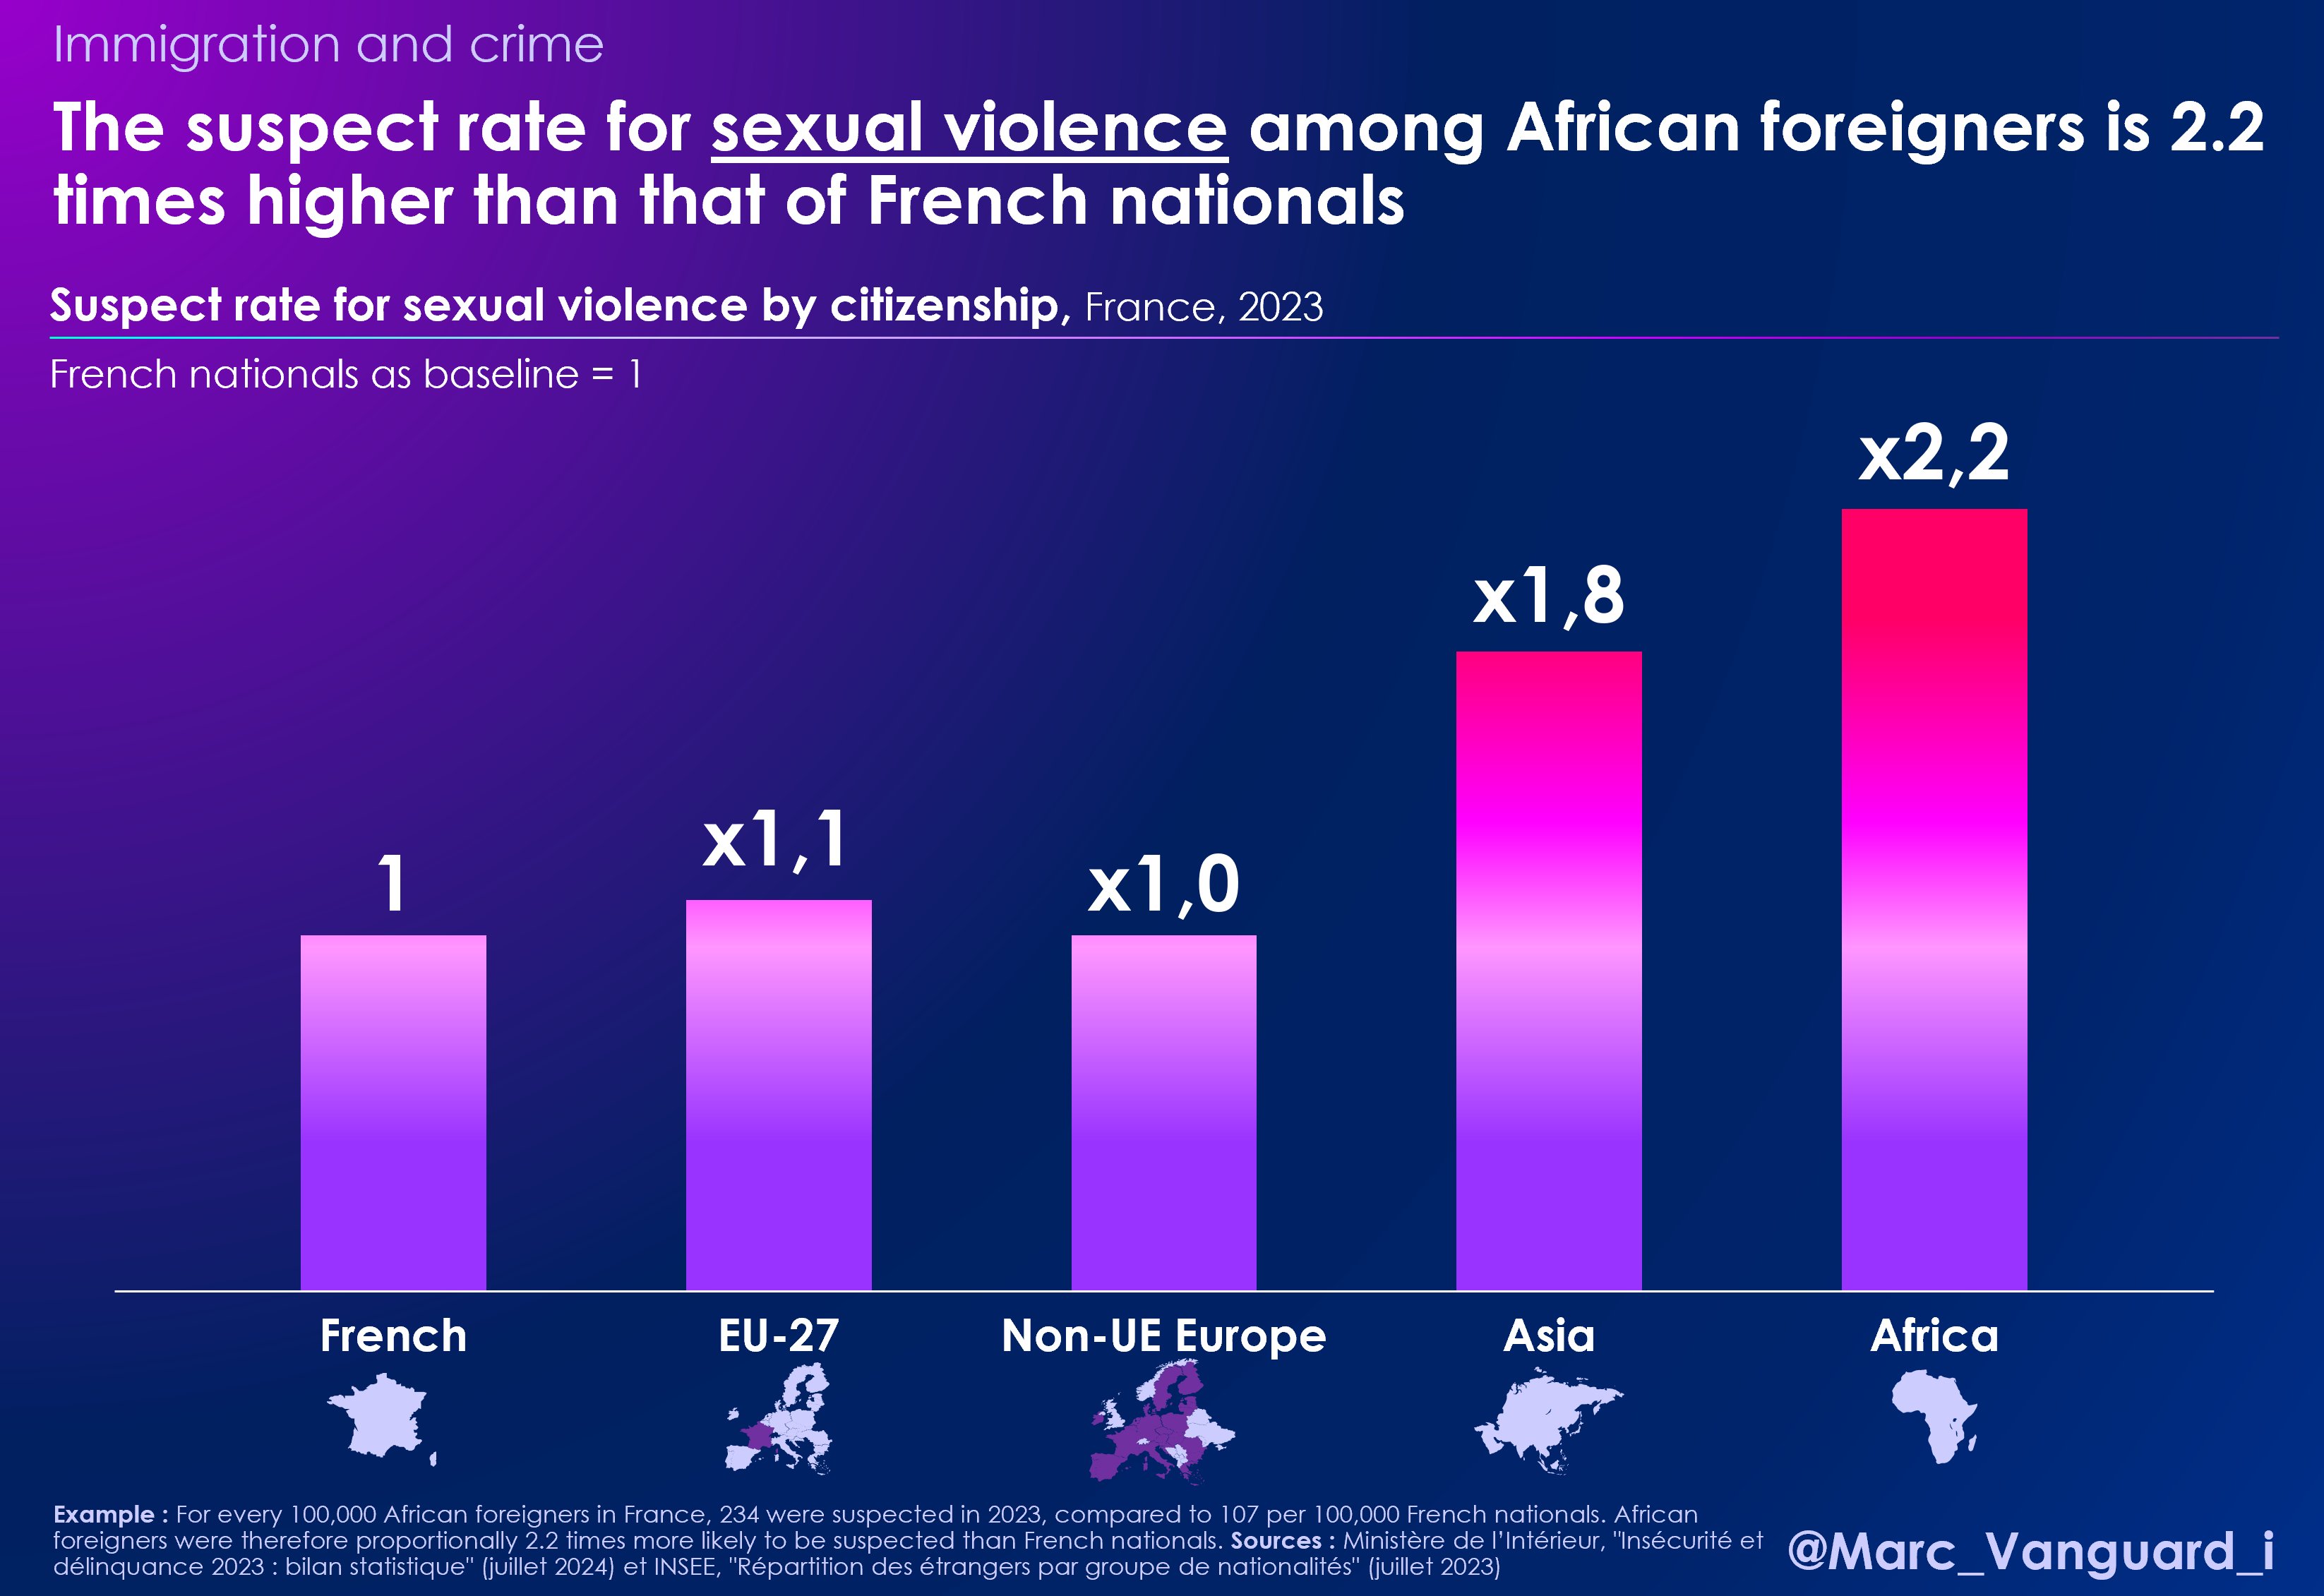 Immigration and crime
The suspect rate for sexual violence among African foreigners is 2.2
times higher than that of French nationals
Suspect rate for sexual violence by citizenship, France, 2023
French nationals as baseline = 1
1
x1,1
x1,0
x1,8
x2,2
French
EU-27
Non-UE Europe
Asia
Africa
Example : For every 100,000 African foreigners in France, 234 were suspected in 2023, compared to 107 per 100,000 French nationals. African
foreigners were therefore proportionally 2.2 times more likely to be suspected than French nationals. Sources : Ministère de l’Intérieur, "Insécurité et
délinquance 2023 : bilan statistique" (juillet 2024) et INSEE, "Répartition des étrangers par groupe de nationalités" (juillet 2023)
@Marc_Vanguard_i